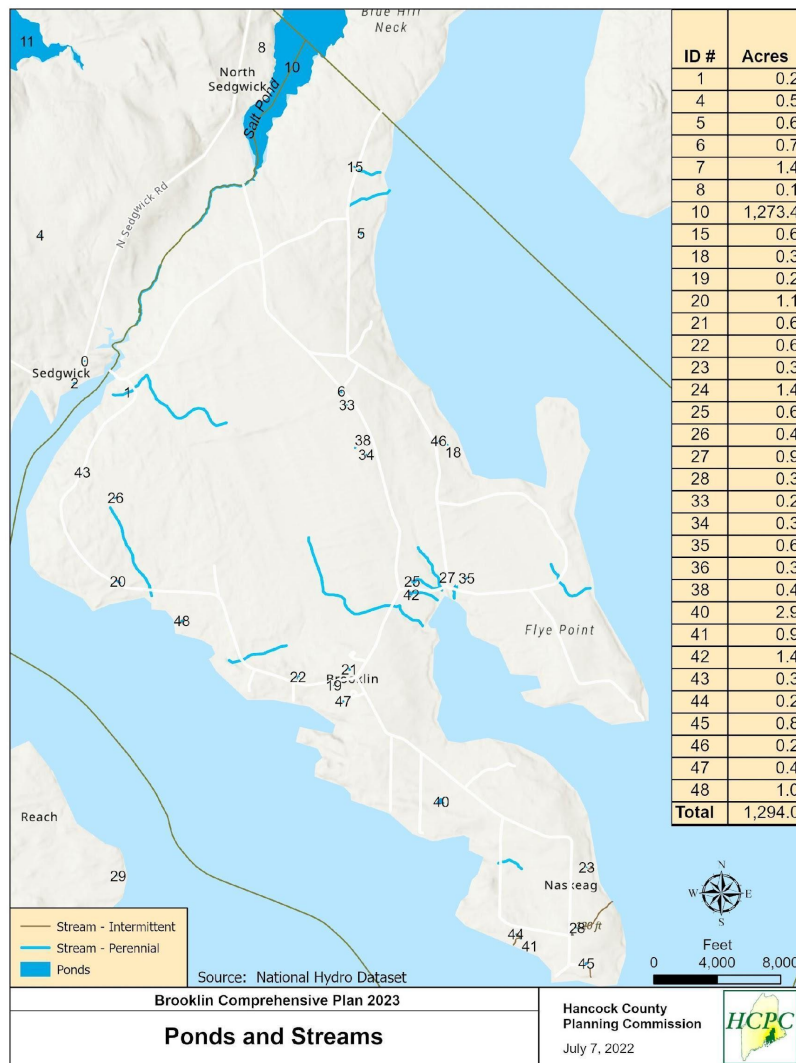 Blue Hill
Neck
11
8
10
North
Sedgwick
Salt Pond
15
N Sedgwick Rd
4
5
0
Sedgwick
2
1
6
33
38
34
46
18
43
26
20
25
27
35
42
48
Flye Point
21
22
Brooklin
19
47
40
Reach
29
23
Naskeag
28
44
41
45
ID # Acres
1 0.2
4 0.5
5 0.6
6 0.7
7 1.4
8 0.1
10 1,273.4
15 0.6
18 0.3
19 0.2
20 1.1
21 0.6
22 0.6
23 0.3
24 1.4
25 0.6
26 0.4
27 0.9
28 0.3
33 0.2
34 0.3
35 0.6
36 0.3
38 0.4
40 2.9
41 0.9
42 1.4
43 0.3
44 0.2
45 0.8
46 0.2
47 0.4
48 1.0
Total 1,294.0
N
W E
S
Feet
0 4,000 8,000
Stream - Intermittent
Stream - Perennial
Ponds
Source: National Hydro Dataset
Brooklin Comprehensive Plan 2023
Ponds and Streams
Hancock County
Planning Commission
July 7, 2022
HCPC